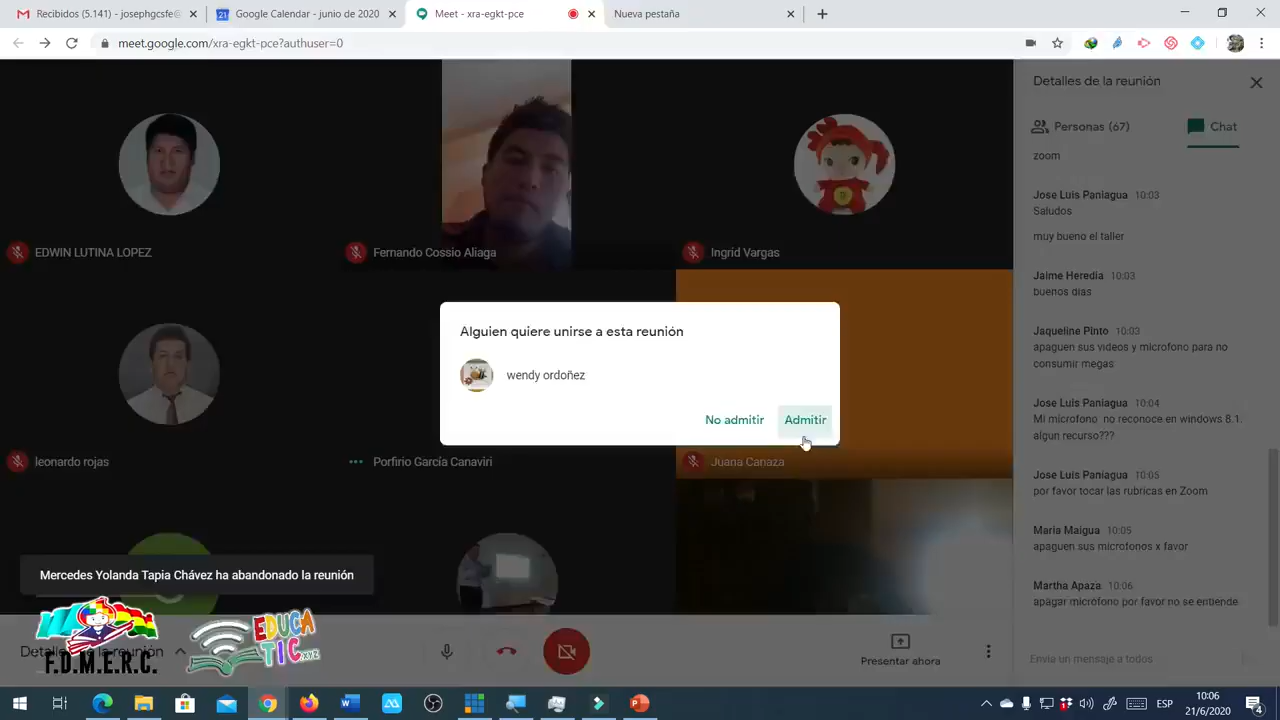 Recibidos (5.141) - josephgcsfe@
Google Calendar - junio de 2020
Meet - xra-egkt-pce
Nueva pestaña
meet.google.com/xra-egkt-pce?authuser=0
Detalles de la reunión
Personas (67)
Chat
zoom
Jose Luis Paniagua 10:03
Saludos
muy bueno el taller
Jaime Heredia 10:03
buenos dias
Jaqueline Pinto 10:03
apaguen sus videos y microfono para no
consumir megas
Jose Luis Paniagua 10:04
Mi microfono no reconoce en windows 8.1.
algun recurso???
Jose Luis Paniagua 10:05
por favor tocar las rubricas en Zoom
Maria Maigua 10:05
apaguen sus microfonos x favor
Martha Apaza 10:06
apagar micrófono por favor no se entiende
Envía un mensaje a todos
EDWIN LUTINA LOPEZ
Fernando Cossio Aliaga
Ingrid Vargas
Alguien quiere unirse a esta reunión
wendy ordoñez
No admitir
Admitir
leonardo rojas
Porfirio García Canaviri
Juana Canaza
Mercedes Yolanda Tapia Chávez ha abandonado la reunión
Detalles de la reunión
F.D.M.E.R.C.
EDUCA
TIC.XYZ
Presentar ahora
ESP
10:06
21/6/2020
4